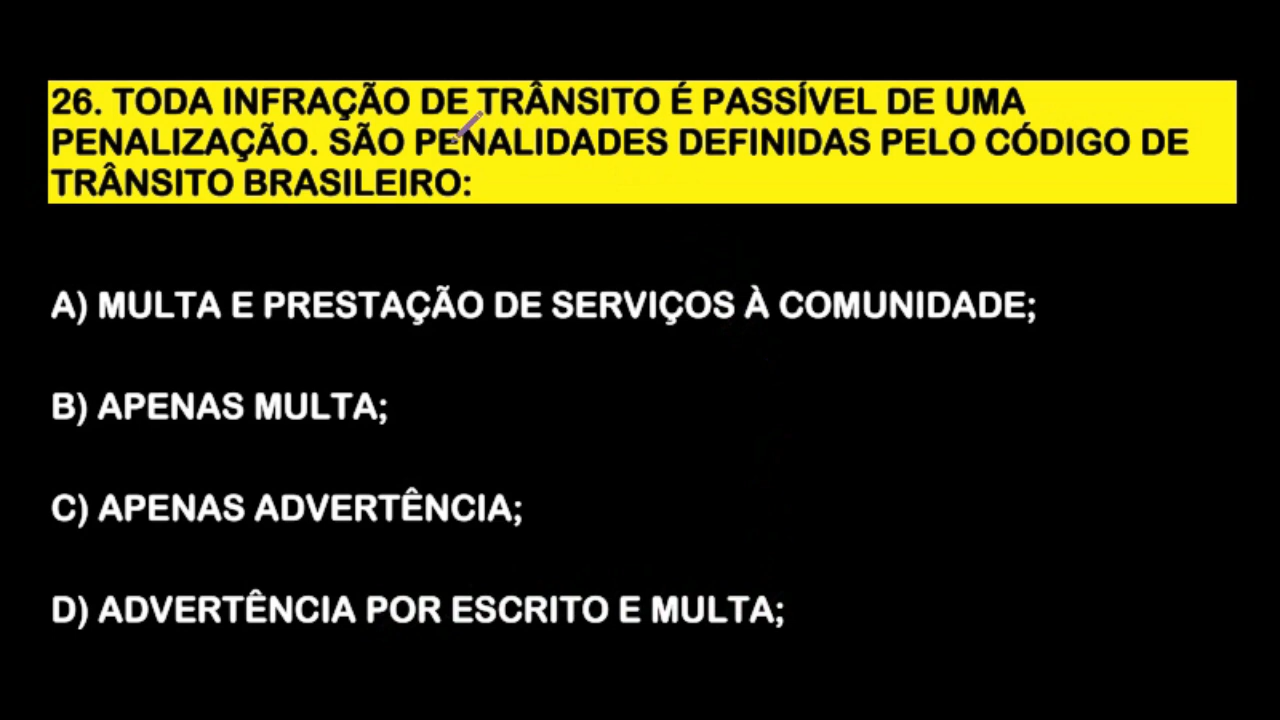 26. TODA INFRAÇÃO DE TRÂNSITO É PASSÍVEL DE UMA
PENALIZAÇÃO. SÃO PENALIDADES DEFINIDAS PELO CÓDIGO DE
TRÂNSITO BRASILEIRO:
A) MULTA E PRESTAÇÃO DE SERVIÇOS À COMUNIDADE;
B) APENAS MULTA;
C) APENAS ADVERTÊNCIA;
D) ADVERTÊNCIA POR ESCRITO E MULTA;